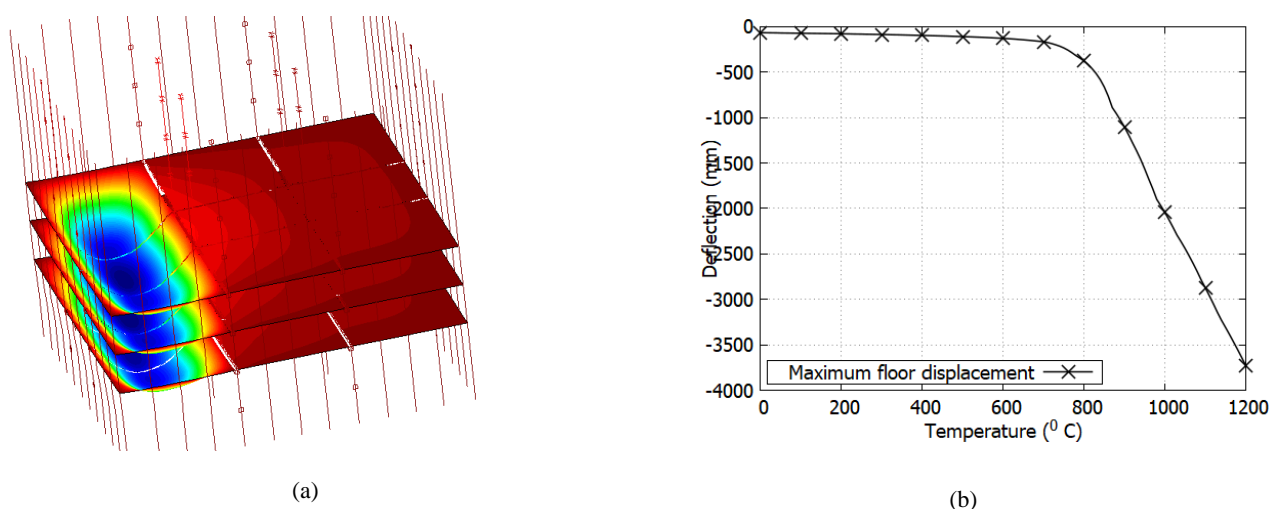 0
-500
-1000
-1500
-2000
-2500
-3000
-3500
-4000
Deflection (mm)
Maximum floor displacement
0 200 400 600 800 1000 1200
Temperature (⁰ C)
(a)
(b)